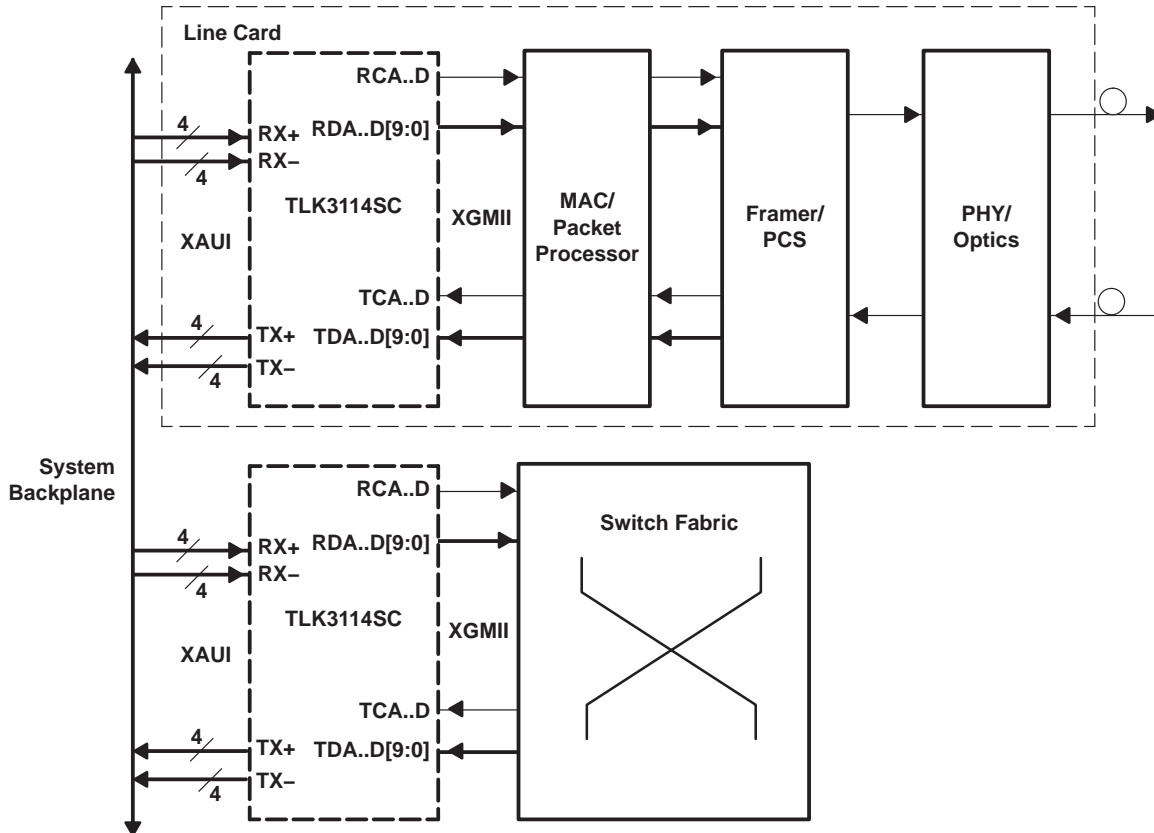 Line Card
RCA..D
4
RX+
RDA..D[9:0]
RX–
4
TLK3114SC
XGMII
MAC/
Packet
Processor
Framer/
PCS
PHY/
Optics
XAUI
TCA..D
4
TX+
TDA..D[9:0]
TX–
4
System
Backplane
RCA..D
Switch Fabric
4
RX+
RDA..D[9:0]
RX–
4
TLK3114SC
XGMII
XAUI
TCA..D
4
TX+
TDA..D[9:0]
TX–
4